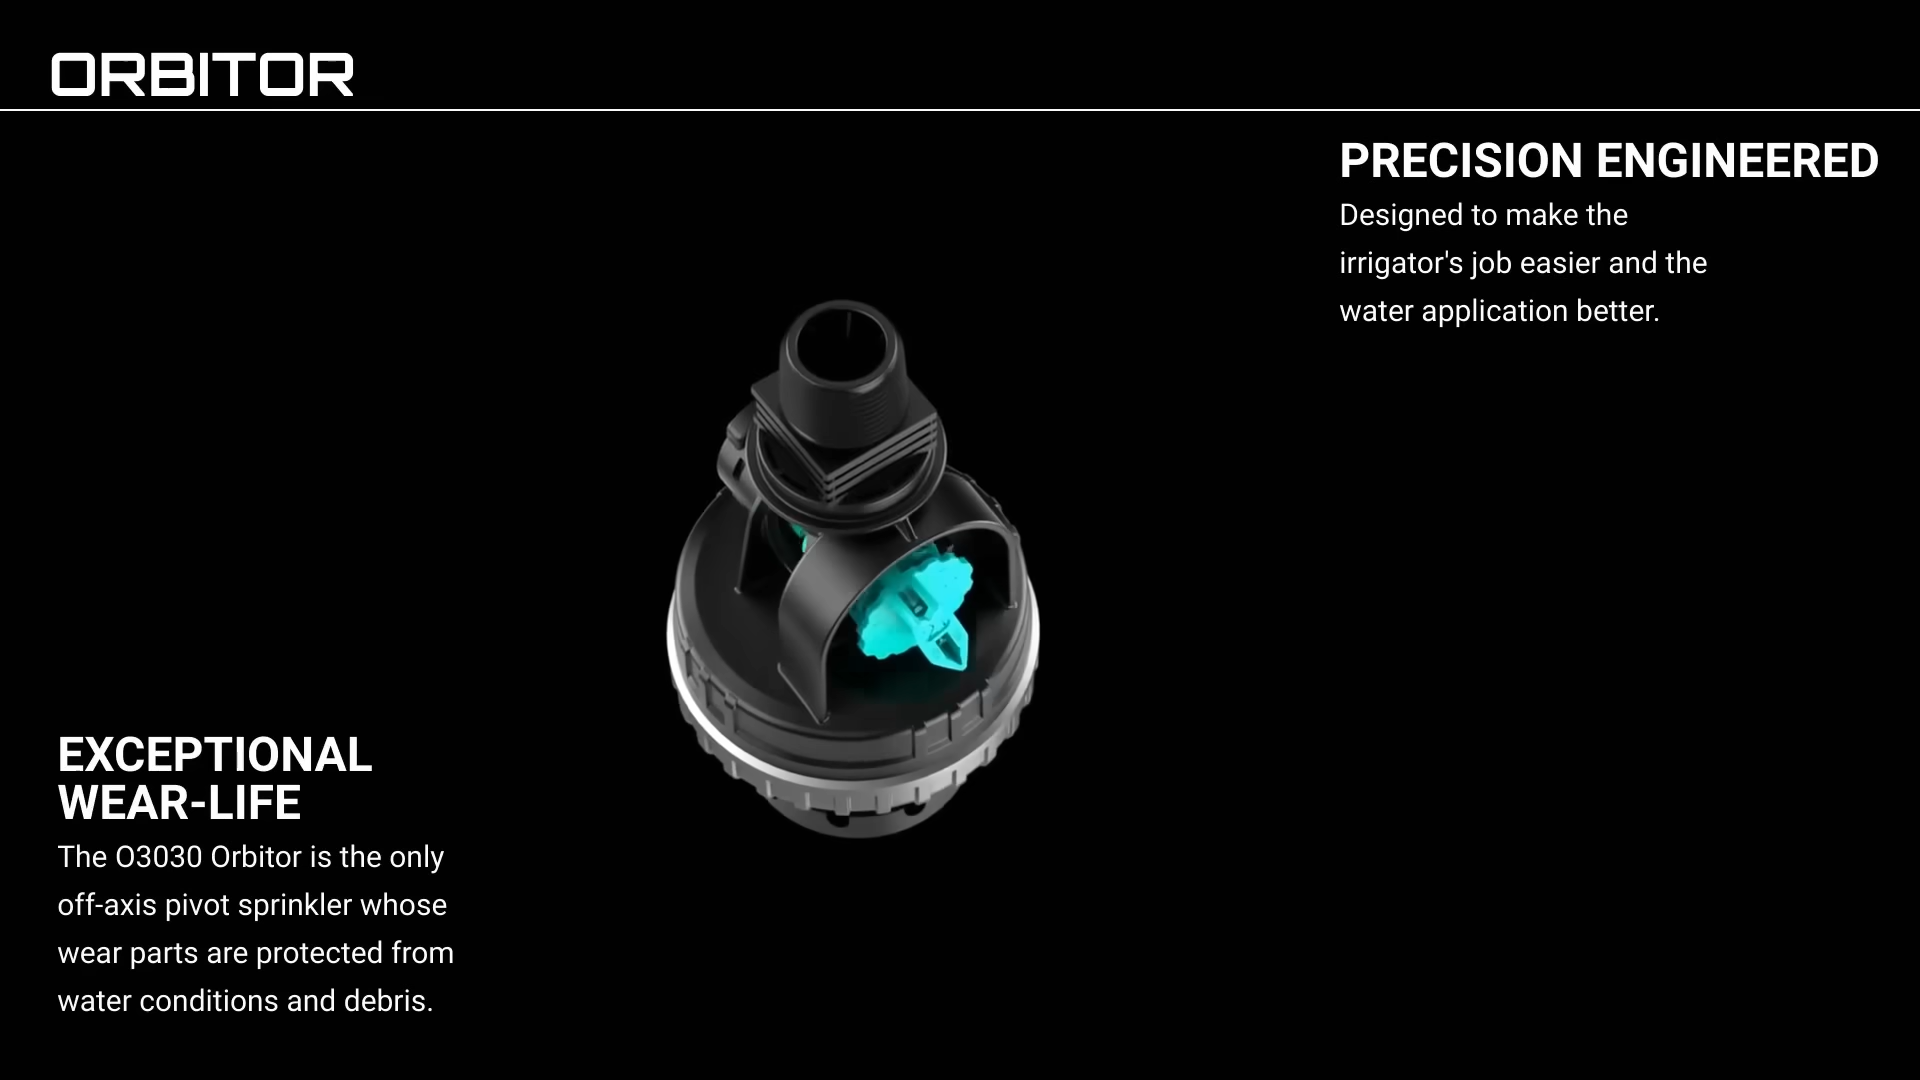 ORBITOR
PRECISION ENGINEERED
Designed to make the
irrigator's job easier and the
water application better.
EXCEPTIONAL
WEAR-LIFE
The O3030 Orbitor is the only
off-axis pivot sprinkler whose
wear parts are protected from
water conditions and debris.